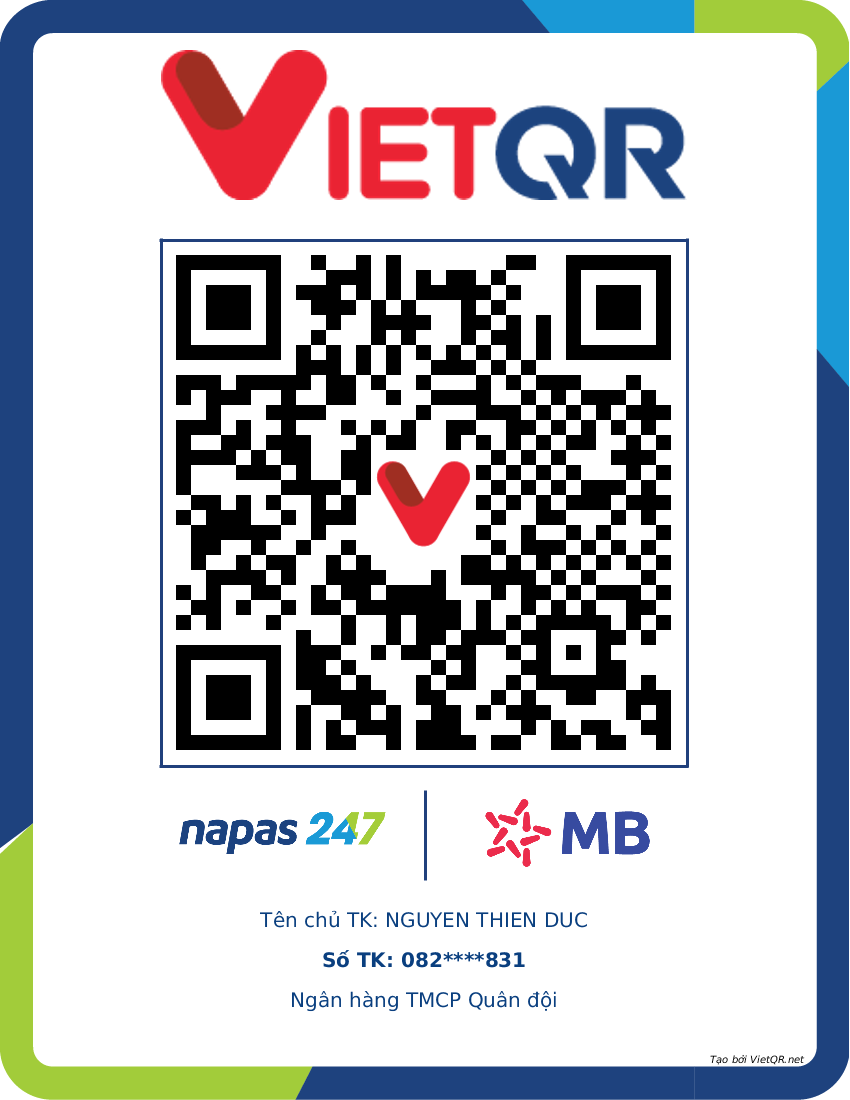 VIETQR
napas 247
MB
Tên chủ TK: NGUYEN THIEN DUC
Số TK: 082****831
Ngân hàng TMCP Quân đội
Tạo bởi VietQR.net